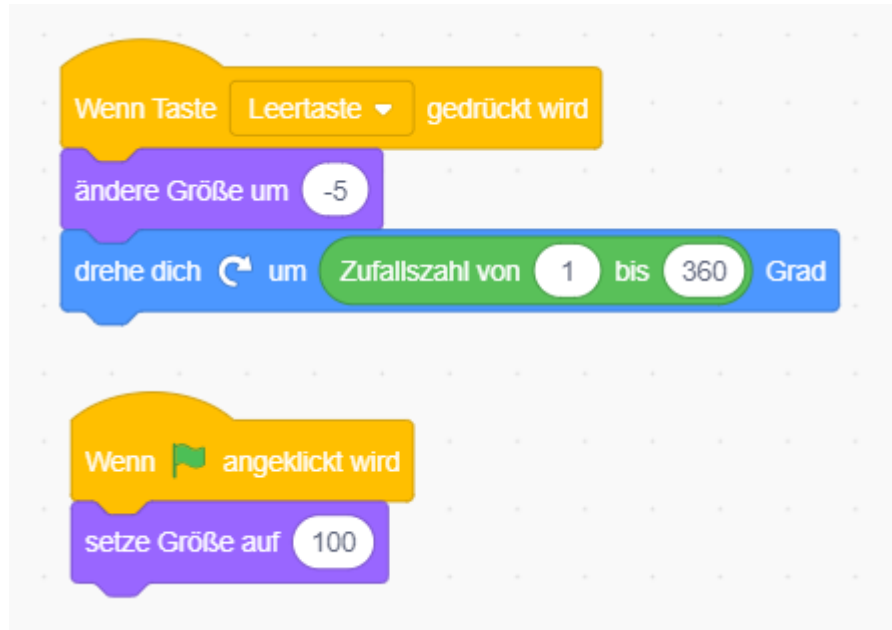 Wenn Taste Leertaste gedrückt wird
ändere Größe um -5
drehe dich um Zufallszahl von 1 bis 360 Grad
Wenn angeklickt wird
setze Größe auf 100